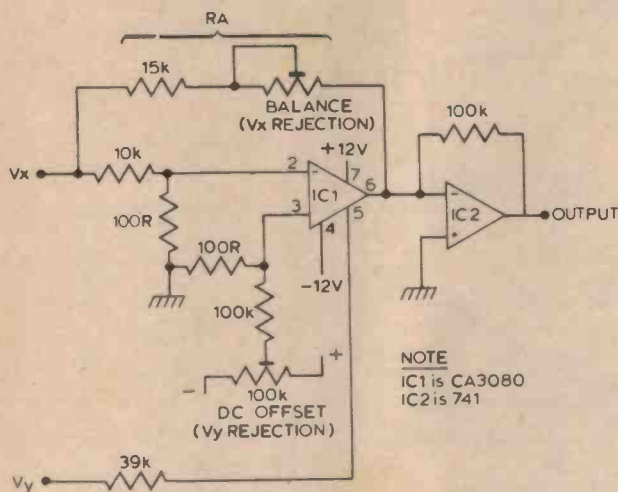 RA
15k
BALANCE
(Vx REJECTION)
100k
Vx
10k
+12V
2
-
7
IC1
6
3
5
4
-12V
100R
100R
-
IC2
+
OUTPUT
100k
- +
100k
DC OFFSET
(Vy REJECTION)
NOTE
IC1 is CA3080
IC2 is 741
Vy
39k